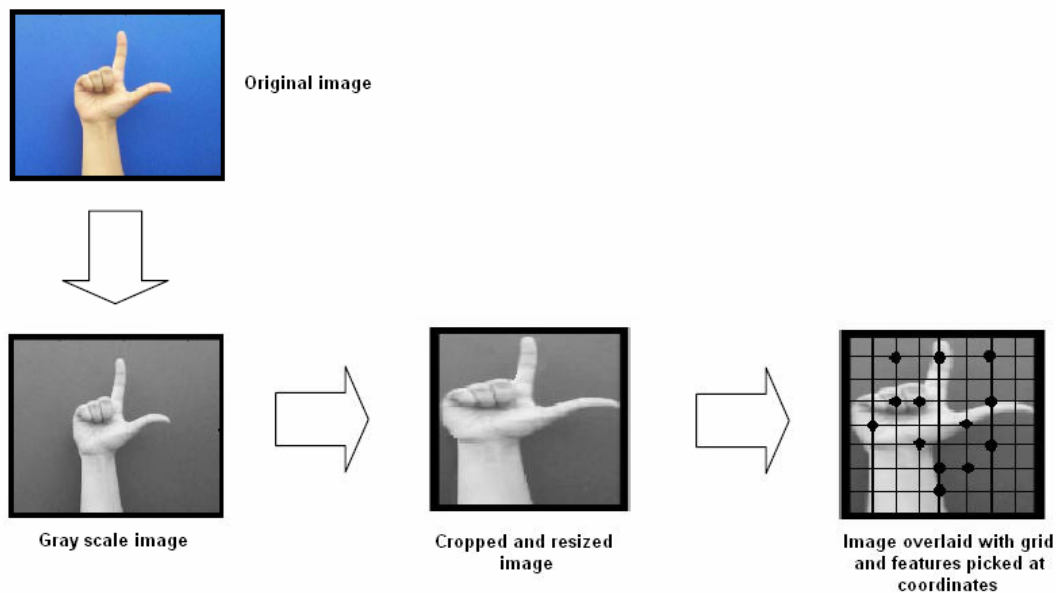 Original image
Gray scale image
Cropped and resized
image
Image overlaid with grid
and features picked at
coordinates